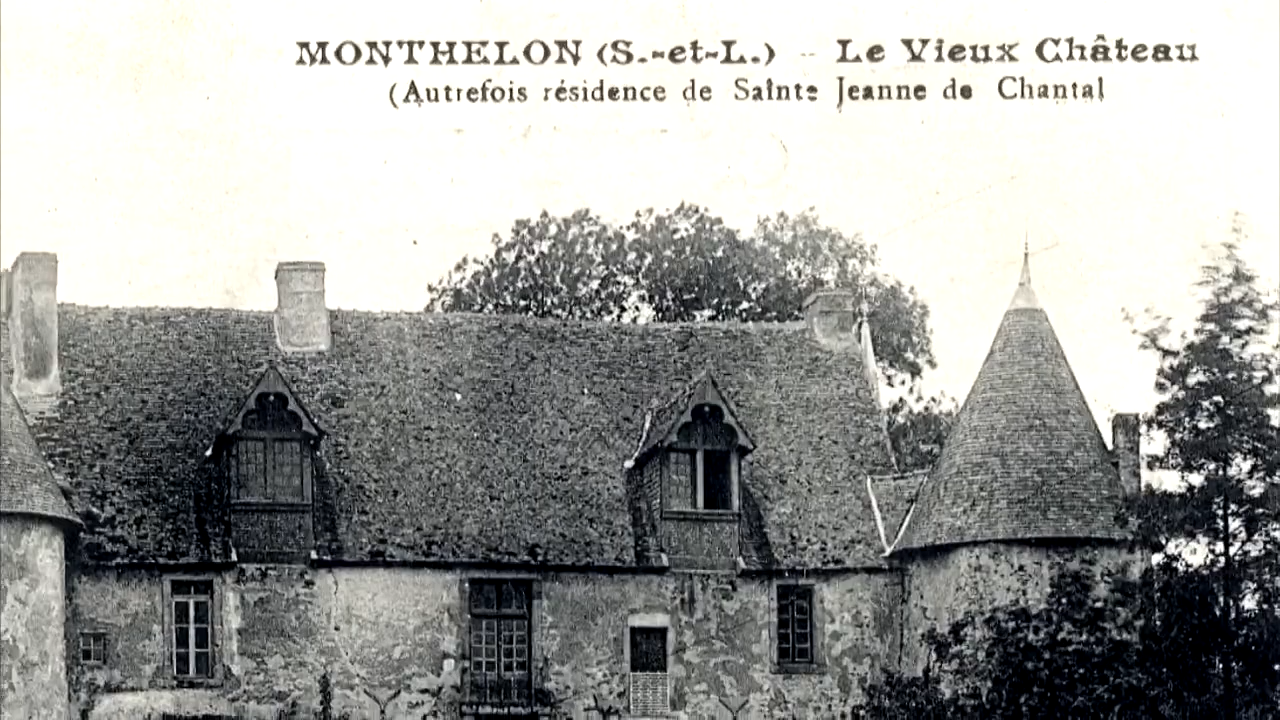 MONTHELON (S.-et-L.) - Le Vieux Château
(Autrefois résidence de Sainte Jeanne de Chantal